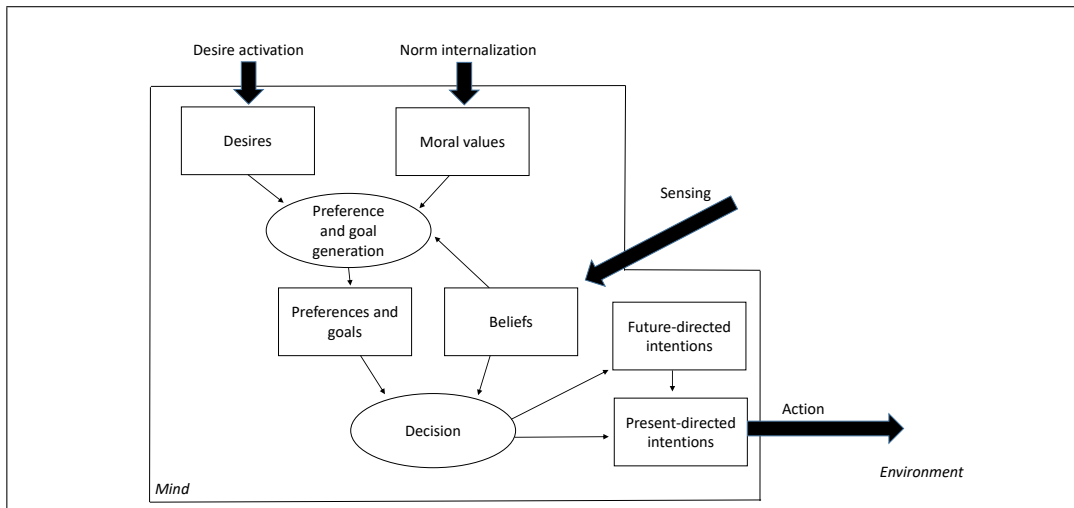 Desire activation
Norm internalization
Desires
Moral values
Sensing
Preference
and goal
generation
Preferences and
goals
Beliefs
Future-directed
intentions
Decision
Present-directed
intentions
Action
Mind
Environment